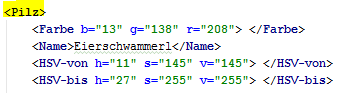 <Pilz>
<Farbe b="13" g="138" r="208"> </Farbe>
<Name>Eierschwammerl</Name>
<HSV-von h="11" s="145" v="145"> </HSV-von>
<HSV-bis h="27" s="255" v="255"> </HSV-bis>